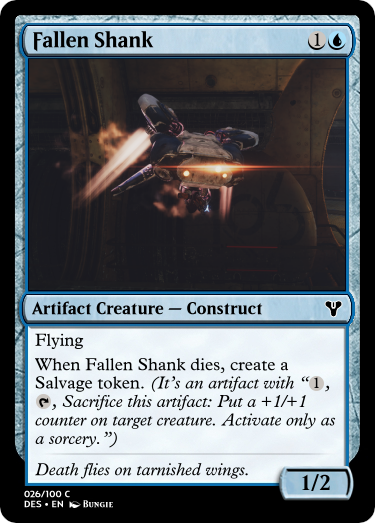 Fallen Shank 1
Artifact Creature — Construct
Flying
When Fallen Shank dies, create a
Salvage token. (It's an artifact with “1,
, Sacrifice this artifact: Put a +1/+1
counter on target creature. Activate only as
a sorcery.”)
Death flies on tarnished wings.
1/2
026/100 C
DES • EN Bungie